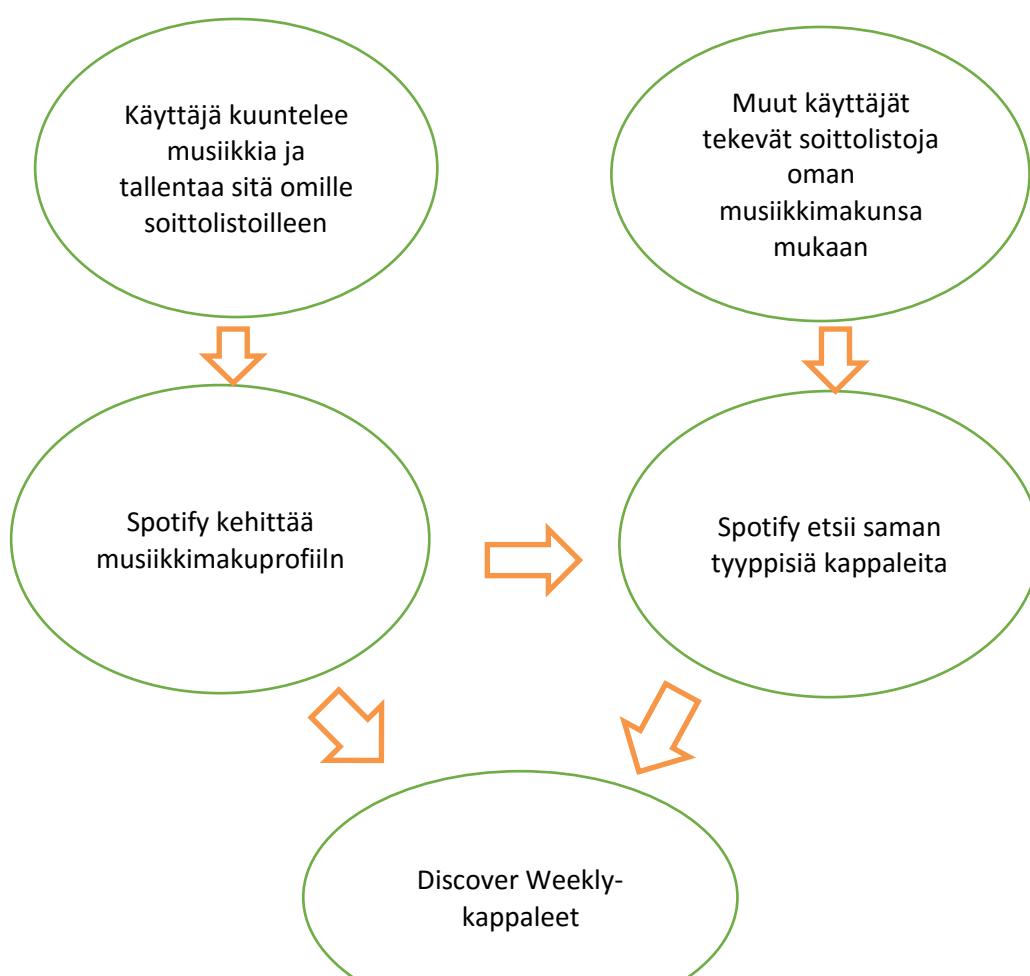 Käyttäjä kuuntelee
musiikkia ja
tallentaa sitä omille
soittolistoilleen
Muut käyttäjät
tekevät soittolistoja
oman
musiikkimakunsa
mukaan
Spotify kehittää
musiikkimakuprofiiln
Spotify etsii saman
tyyppisiä kappaleita
Discover Weekly-
kappaleet